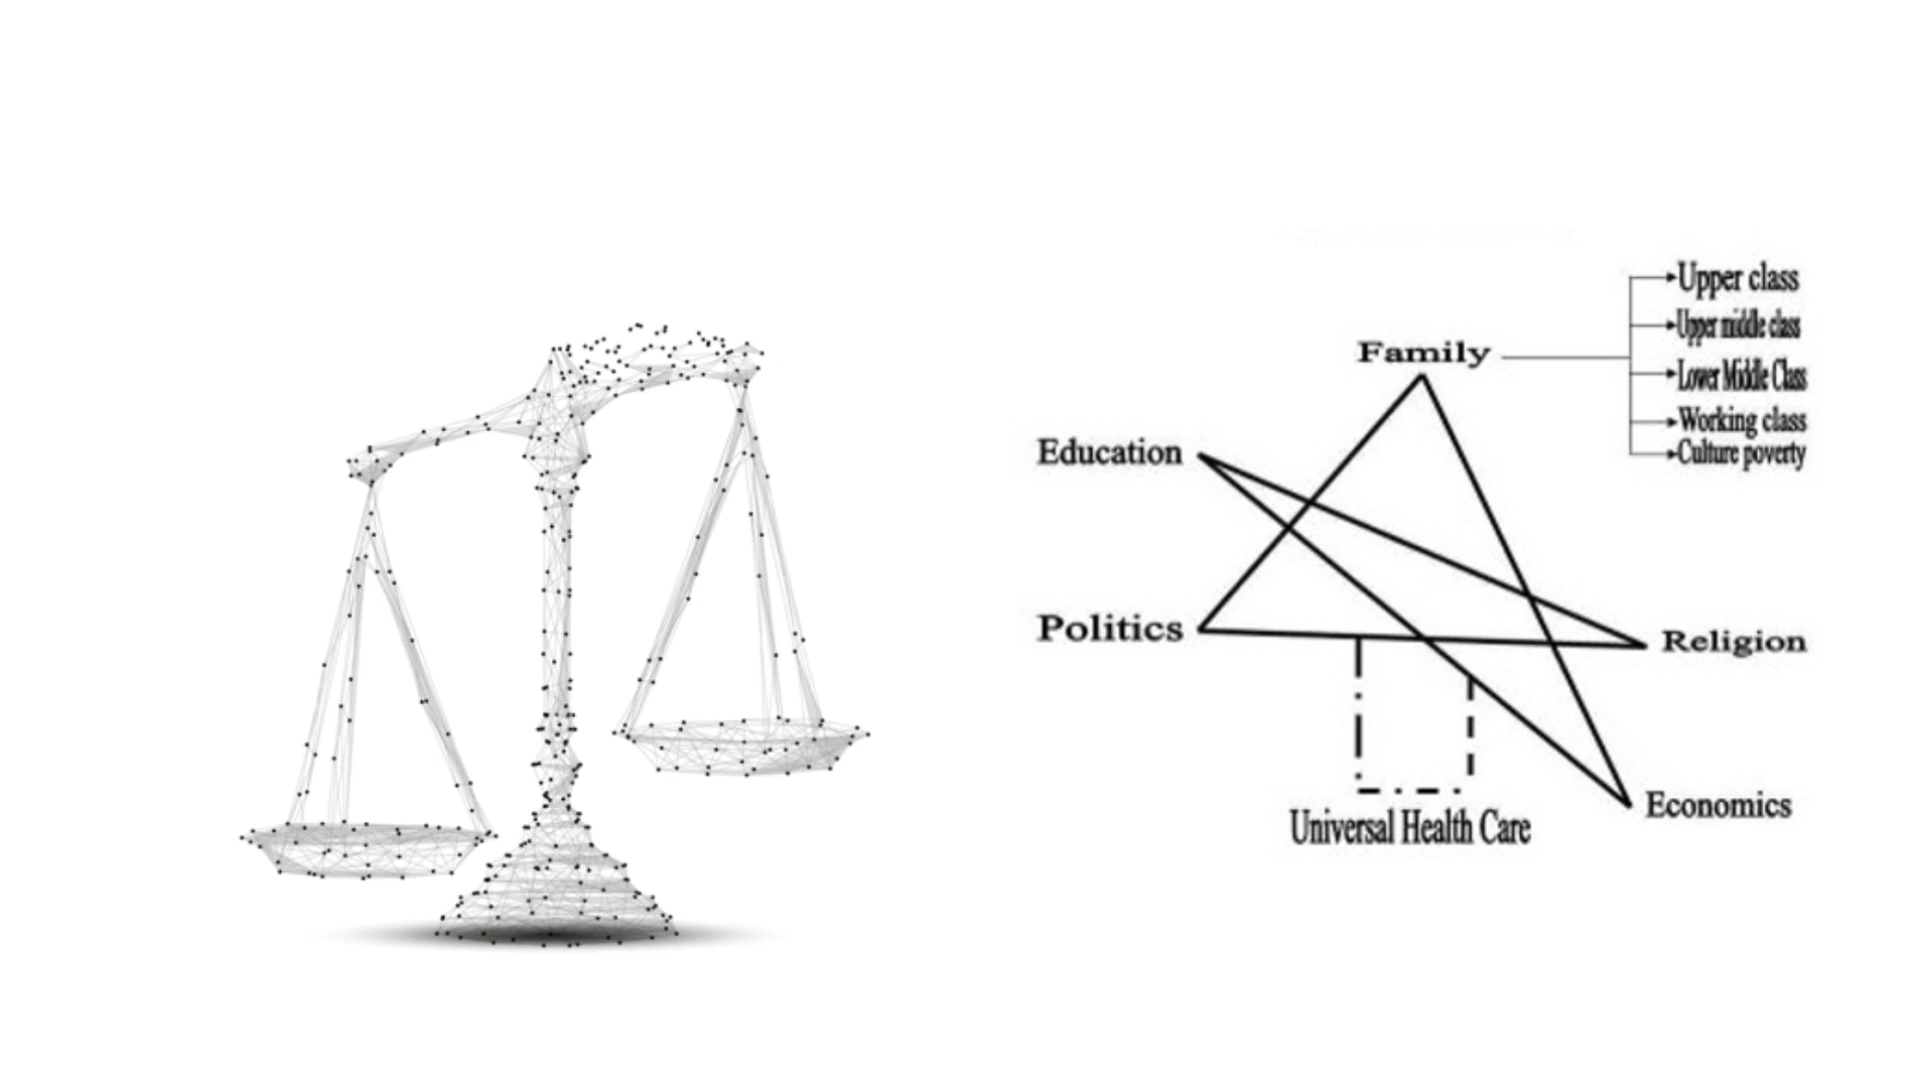 Upper class
Upper middle class
Family
Lower Middle Class
Working class
Education
Culture poverty
Politics
Religion
Economics
Universal Health Care